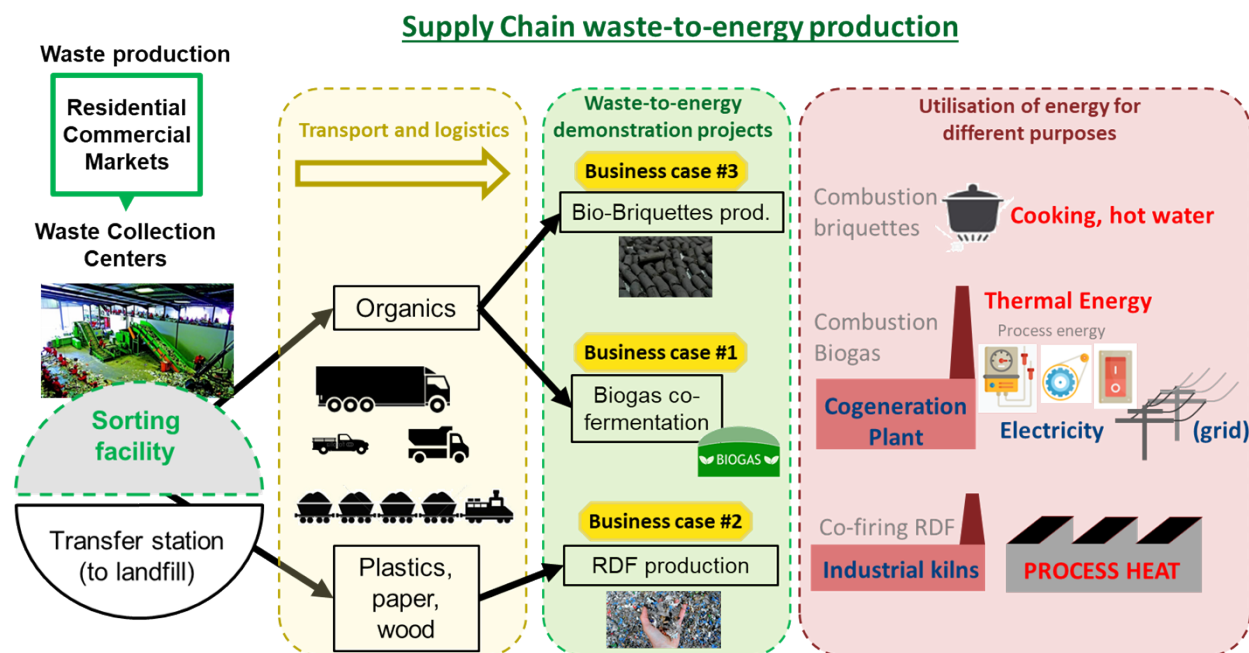 Supply Chain waste-to-energy production
Waste production
Residential
Commercial
Markets
Waste Collection
Centers
Sorting
facility
Transfer station
(to landfill)
Transport and logistics
Organics
Plastics,
paper,
wood
Waste-to-energy
demonstration projects
Business case #3
Bio-Briquettes prod.
Business case #1
Biogas co-
fermentation
BIOGAS
Business case #2
RDF production
Utilisation of energy for
different purposes
Combustion
briquettes
Cooking, hot water
Combustion
Biogas
Thermal Energy
Process energy
Cogeneration
Plant
Electricity
(grid)
Co-firing RDF
Industrial kilns
PROCESS HEAT